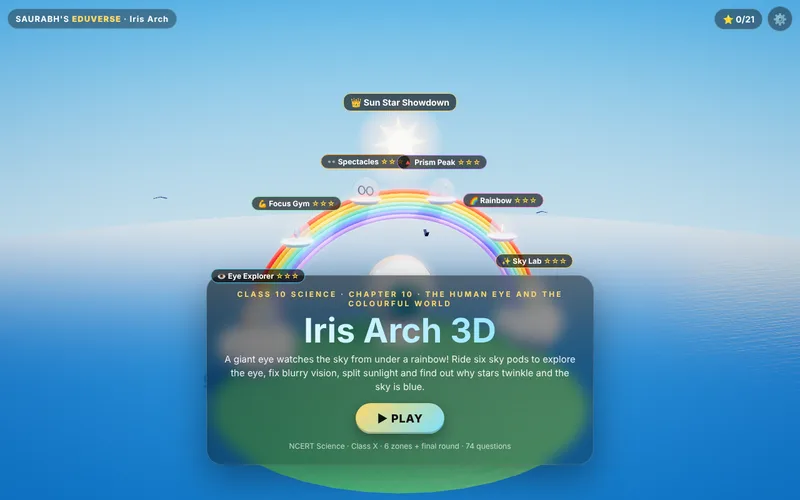 SAURABH'S EDUVERSE · Iris Arch
⭐ 0/21
👑 Sun Star Showdown
👓 Spectacles ☆☆
Prism Peak ☆☆☆
💪 Focus Gym ☆☆☆
🌈 Rainbow ☆☆☆
✨ Sky Lab ☆☆☆
👁️ Eye Explorer ☆☆☆
CLASS 10 SCIENCE · CHAPTER 10 · THE HUMAN EYE AND THE
COLOURFUL WORLD
Iris Arch 3D
A giant eye watches the sky from under a rainbow! Ride six sky pods to explore
the eye, fix blurry vision, split sunlight and find out why stars twinkle and the
sky is blue.
▶ PLAY
NCERT Science · Class X · 6 zones + final round · 74 questions